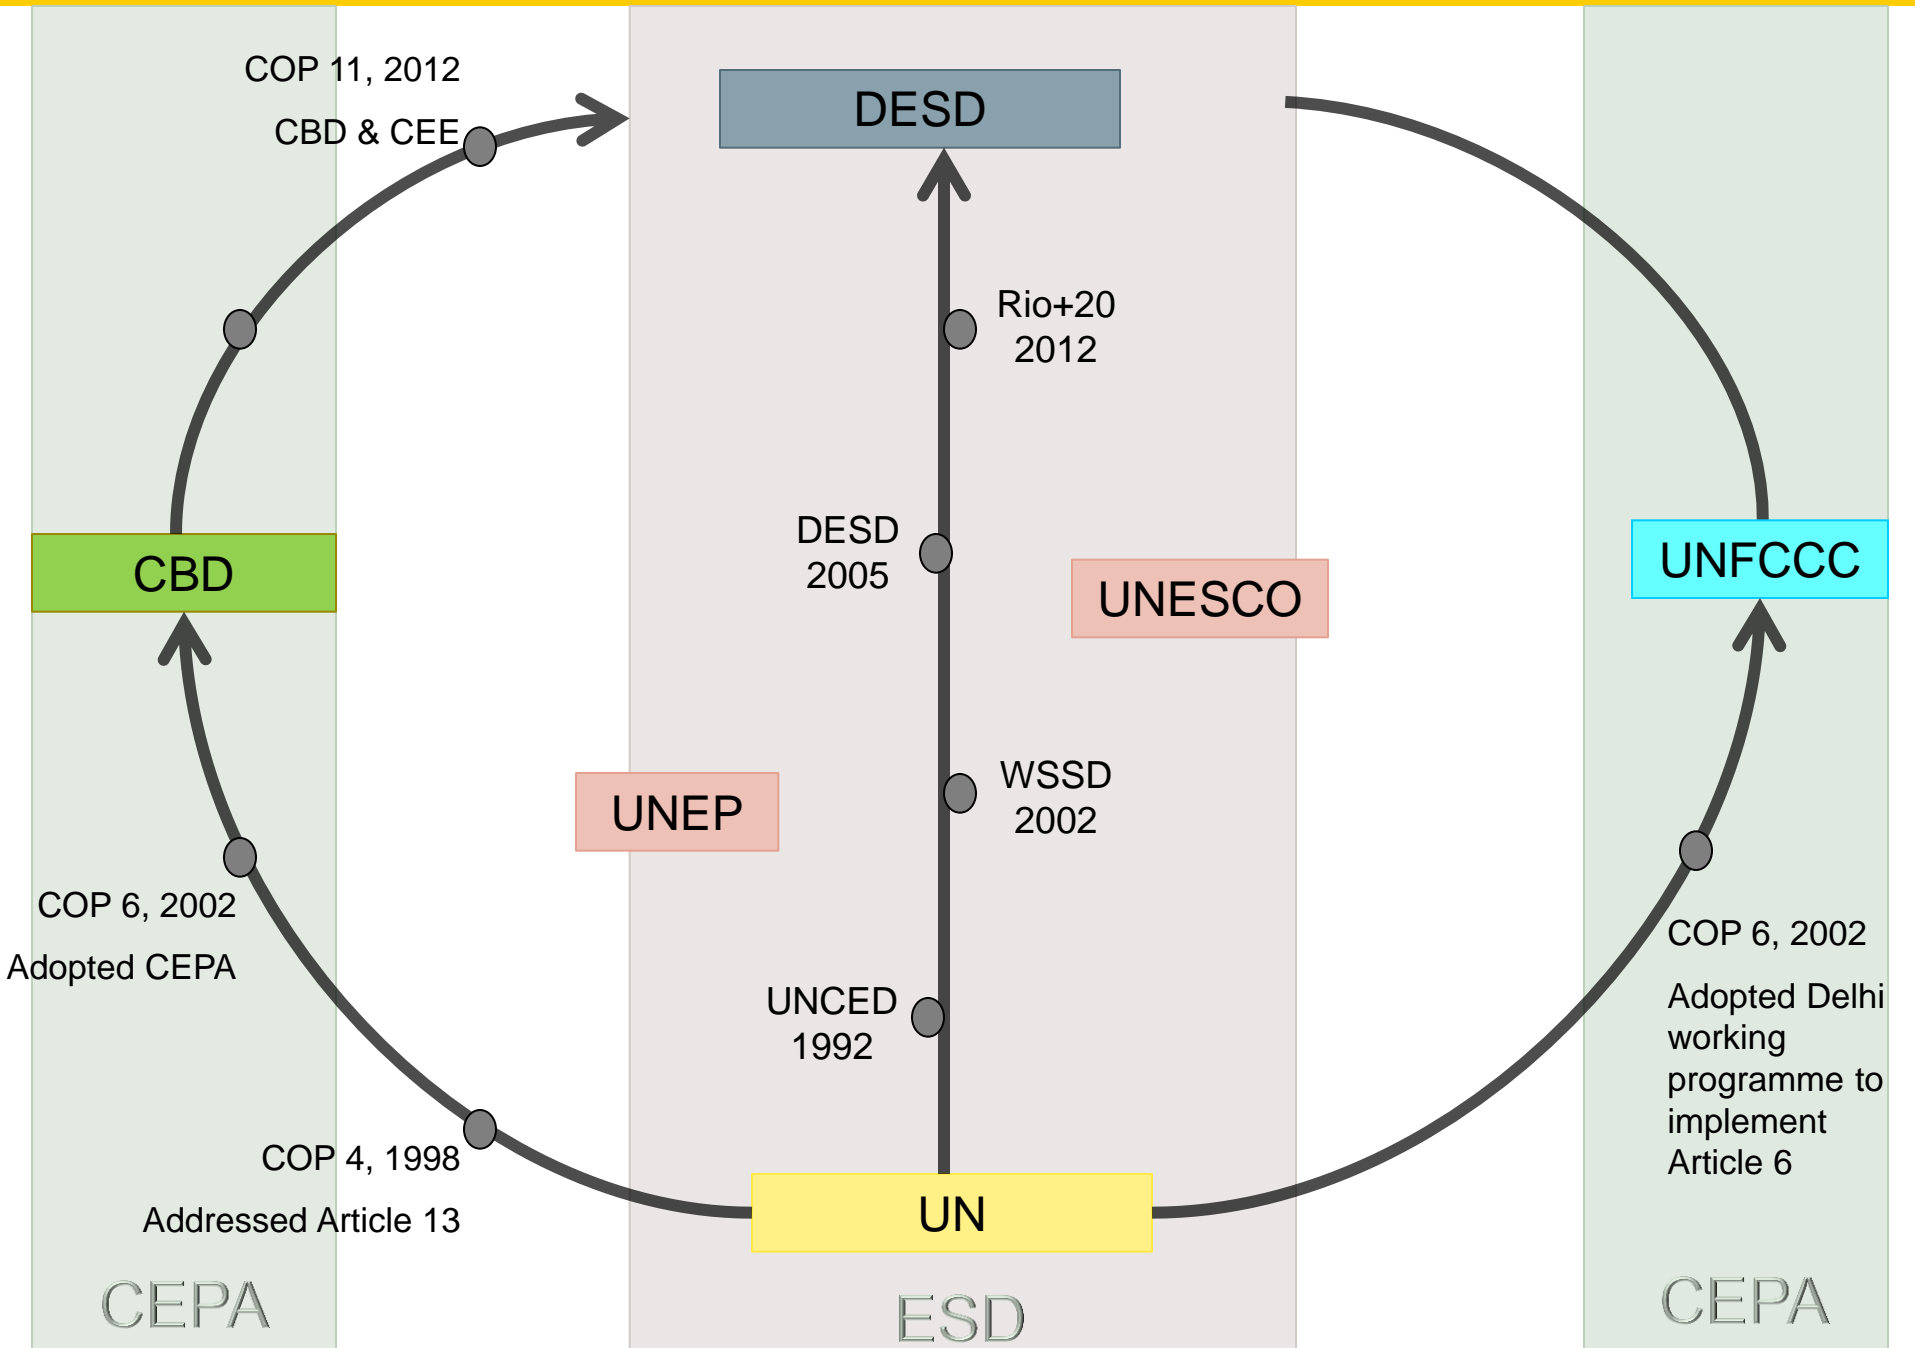 COP 11, 2012
CBD & CEE
DESD
Rio+20
2012
DESD
2005
CBD
UNESCO
UNFCCC
WSSD
2002
UNEP
COP 6, 2002
Adopted CEPA
COP 6, 2002
Adopted Delhi
working
programme to
implement
Article 6
UNCED
1992
COP 4, 1998
Addressed Article 13
UN
CEPA
ESD
CEPA